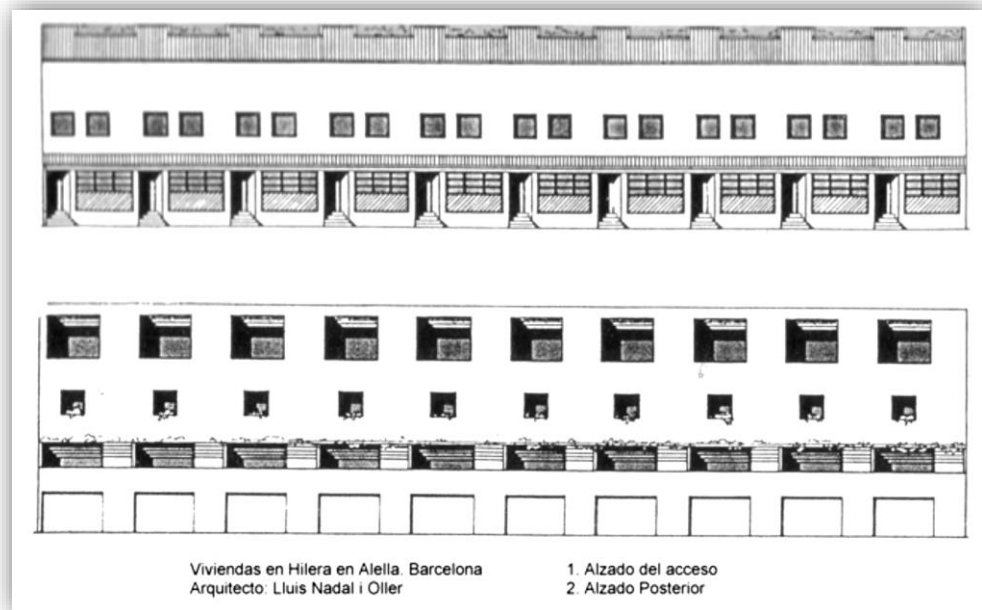 Viviendas en Hilera en Alella. Barcelona
Arquitecto: Lluis Nadal i Oller
1. Alzado del acceso
2. Alzado Posterior